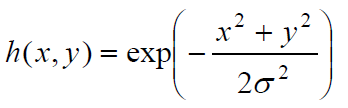 h(x, y) = exp(−(x² + y²)/(2σ²))